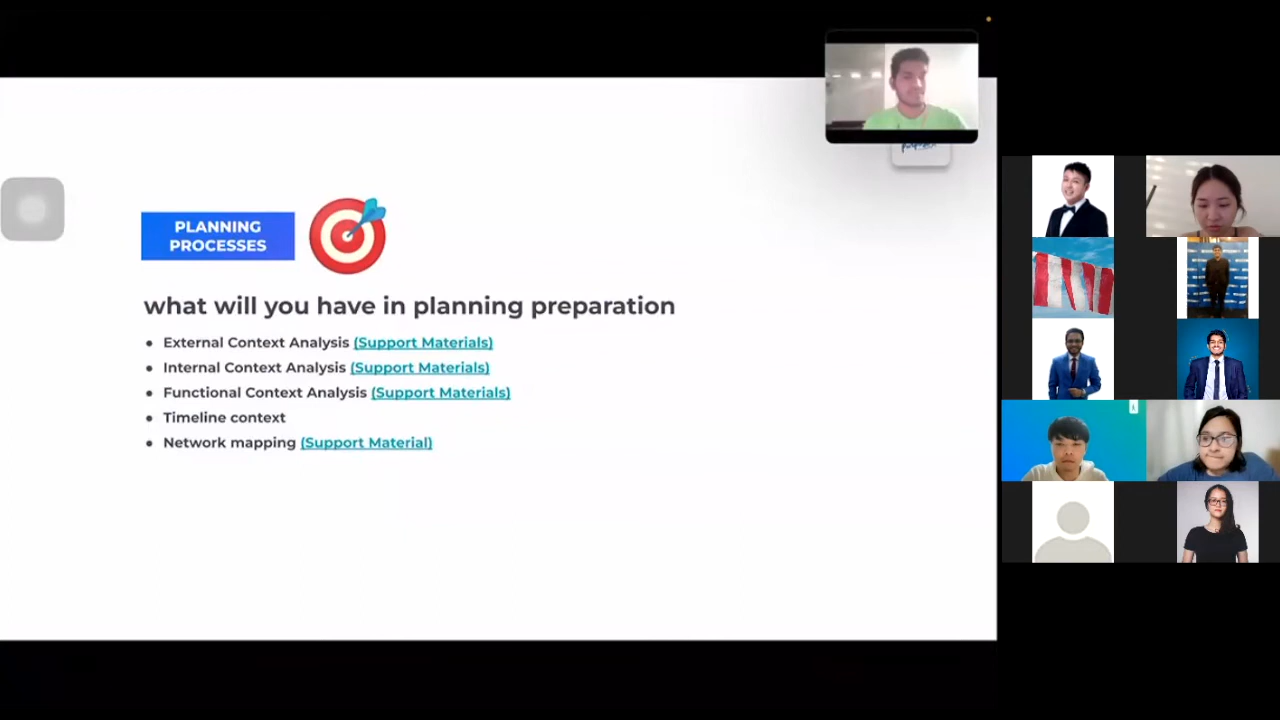 PLANNING
PROCESSES
what will you have in planning preparation
• External Context Analysis (Support Materials)
• Internal Context Analysis (Support Materials)
• Functional Context Analysis (Support Materials)
• Timeline context
• Network mapping (Support Material)